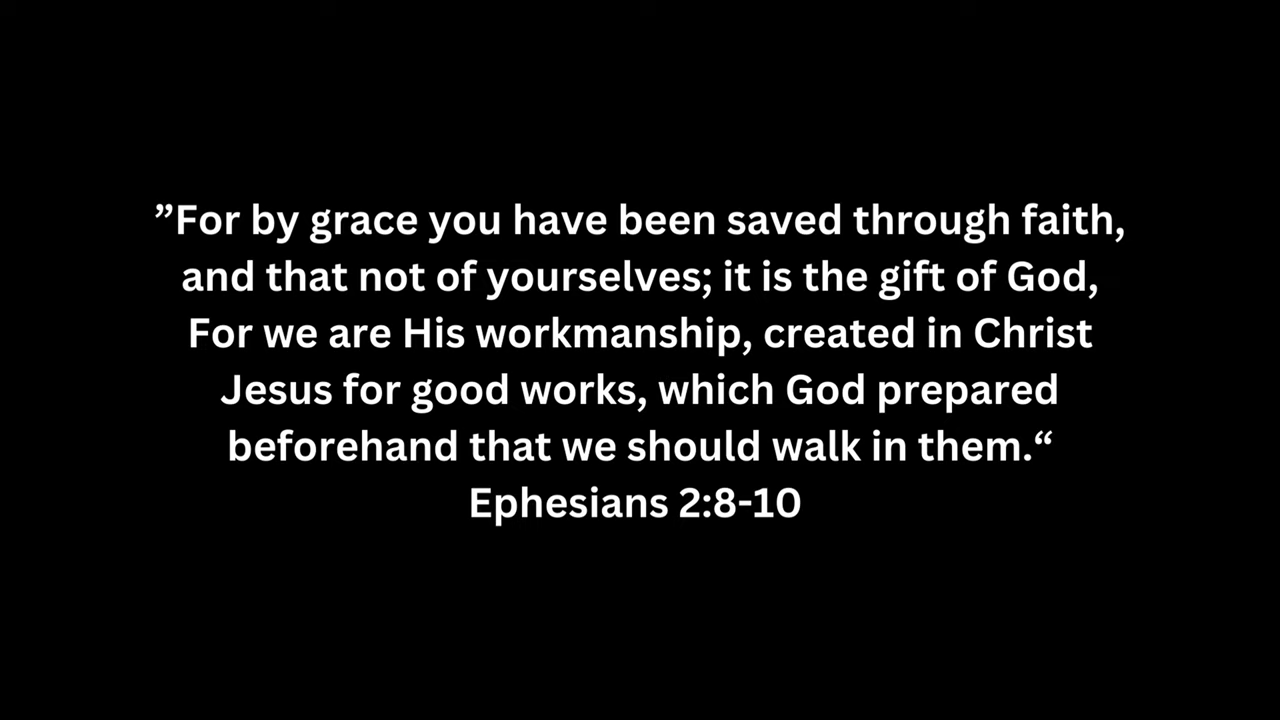 ”For by grace you have been saved through faith,
and that not of yourselves; it is the gift of God,
For we are His workmanship, created in Christ
Jesus for good works, which God prepared
beforehand that we should walk in them.“
Ephesians 2:8-10